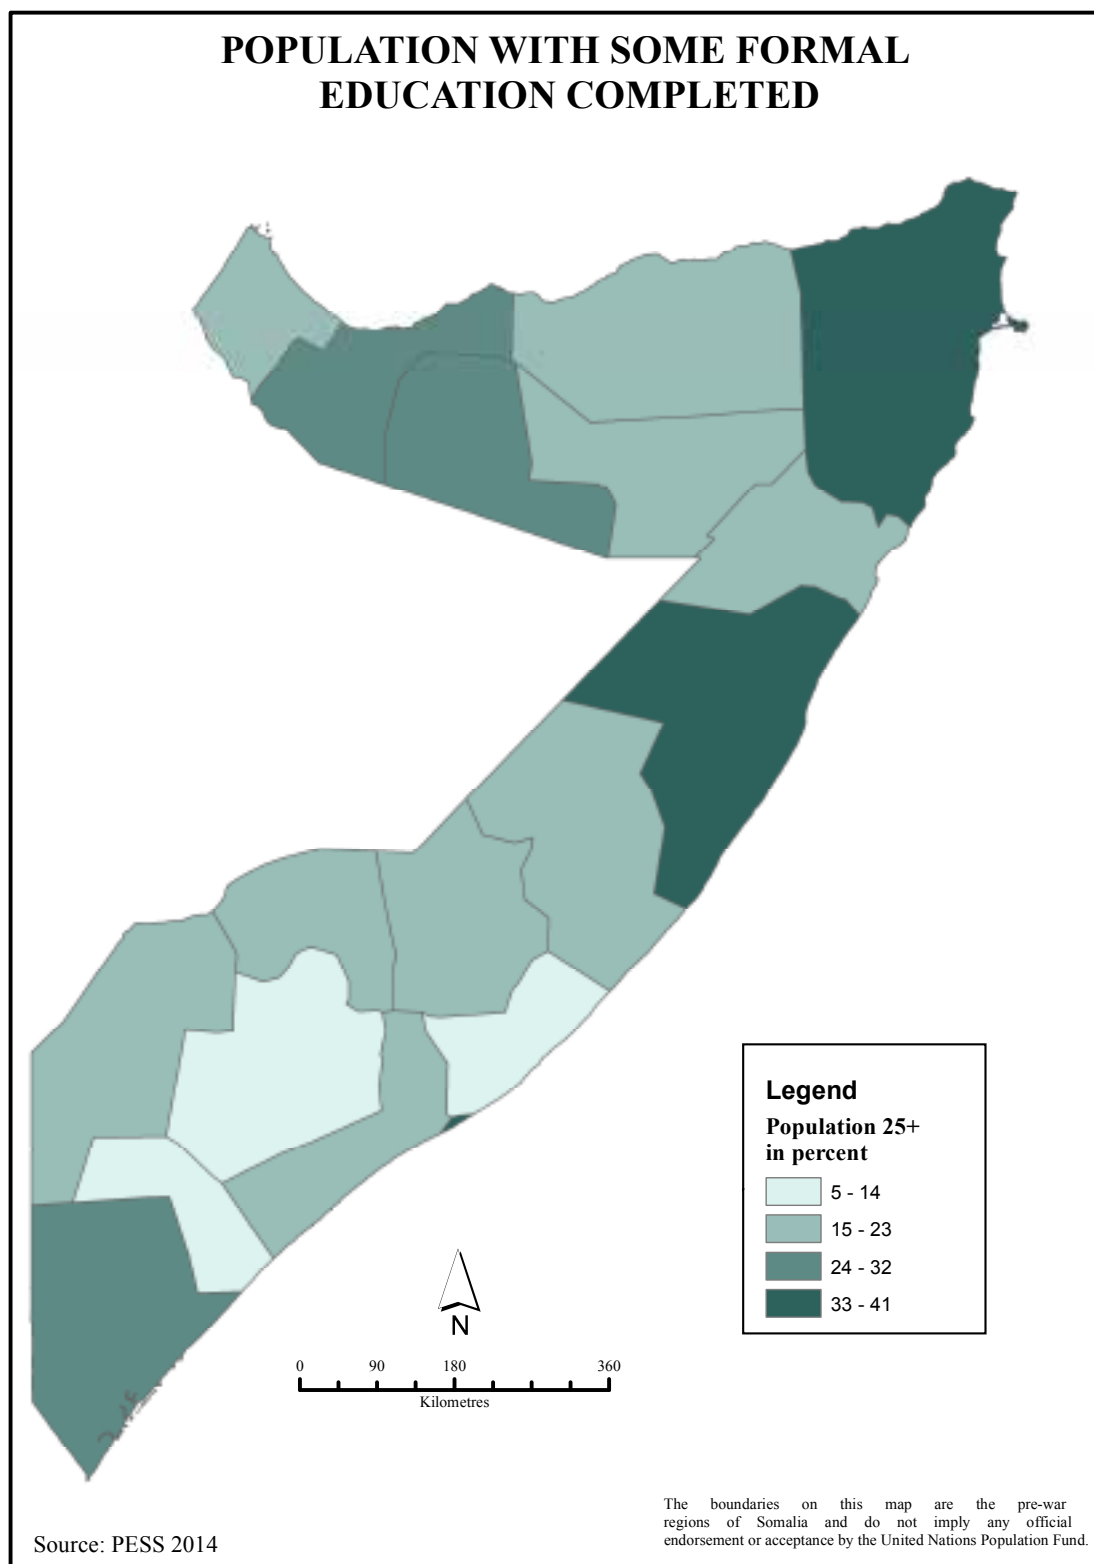 POPULATION WITH SOME FORMAL
EDUCATION COMPLETED
Legend
Population 25+
in percent
5 - 14
15 - 23
24 - 32
33 - 41
N
0 90 180 360
Kilometres
The boundaries on this map are the pre-war
regions of Somalia and do not imply any official
endorsement or acceptance by the United Nations Population Fund.
Source: PESS 2014